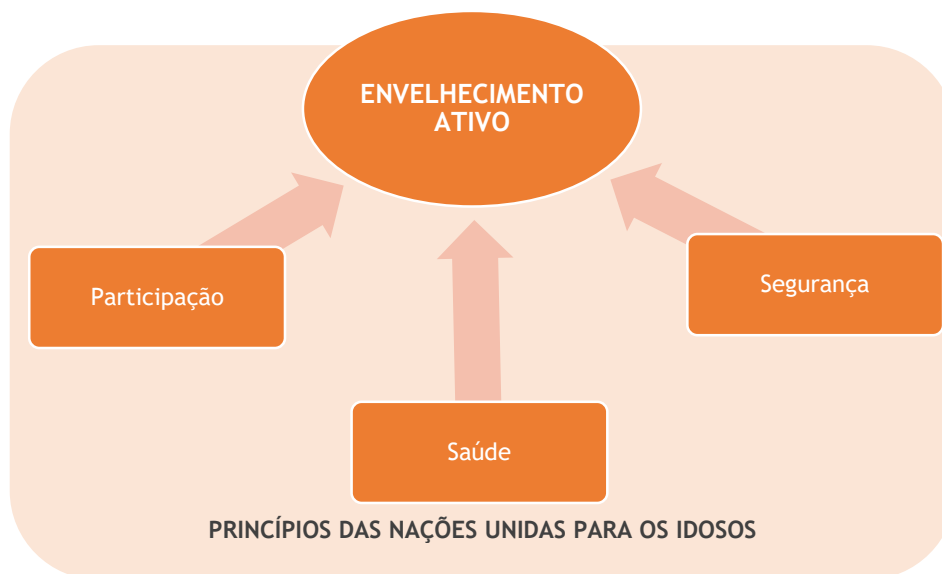 ENVELHECIMENTO
ATIVO
Participação
Segurança
Saúde
PRINCÍPIOS DAS NAÇÕES UNIDAS PARA OS IDOSOS